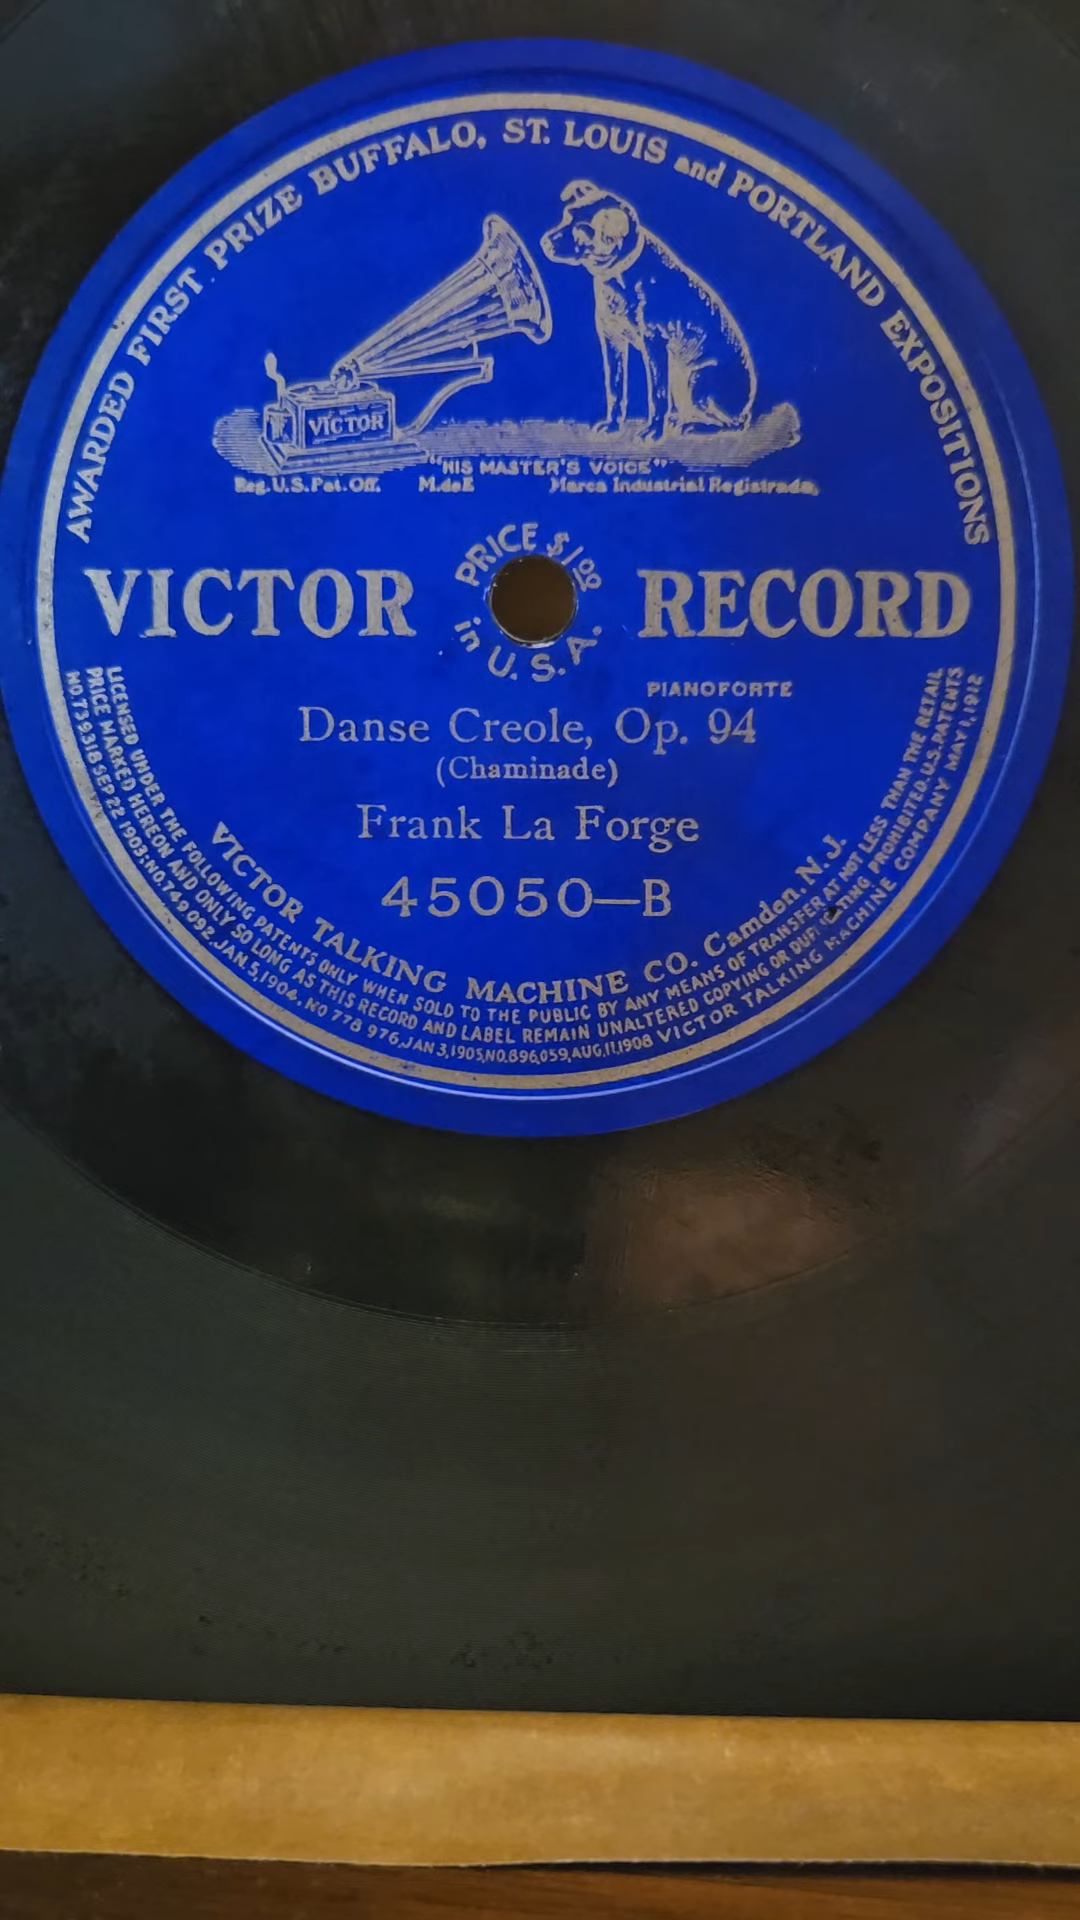 AWARDED FIRST PRIZE BUFFALO, ST. LOUIS and PORTLAND EXPOSITIONS
VICTOR
"HIS MASTER'S VOICE"
Reg. U.S. Pat. Off. M. de F. Marca Industrial Registrada,
PRICE $1.00
VICTOR RECORD
in U.S.A.
PIANOFORTE
Danse Creole, Op. 94
(Chaminade)
Frank La Forge
45050—B
VICTOR TALKING MACHINE CO. Camden, N. J.
LICENSED UNDER THE FOLLOWING PATENTS ONLY WHEN SOLD TO THE PUBLIC BY ANY MEANS OF TRANSFER AT NOT LESS THAN THE RETAIL
PRICE MARKED HEREON AND ONLY SO LONG AS THIS RECORD AND LABEL REMAIN UNALTERED COPYING OR DUPLICATING PROHIBITED. U.S. PATENTS
NO. 739,318 SEP. 22, 1903; NO. 749,092, JAN. 5, 1904, NO 778 976, JAN 3, 1905, NO. 896,059, AUG. 11, 1908 VICTOR TALKING MACHINE COMPANY MAY 1, 1912